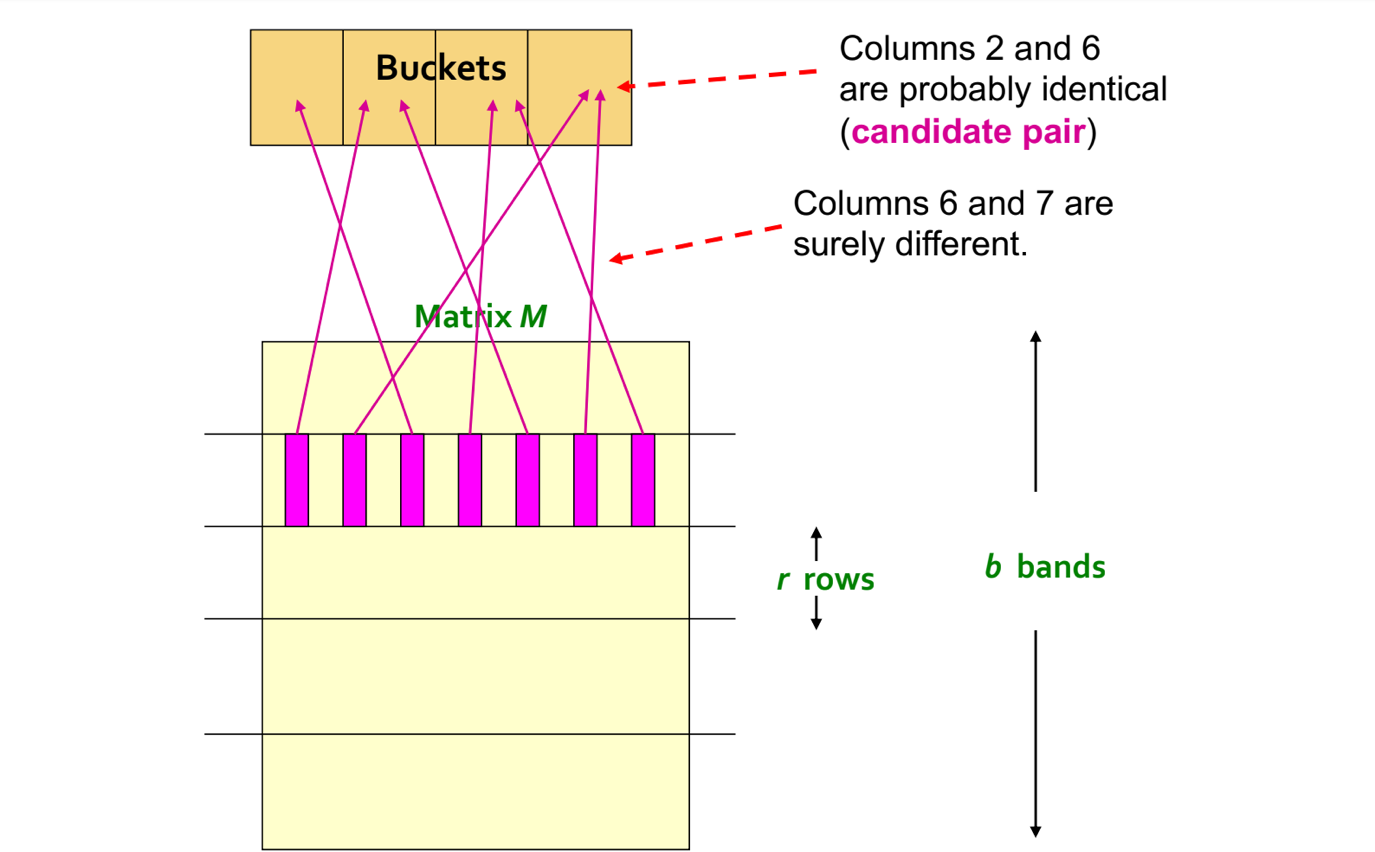 Buckets
Columns 2 and 6
are probably identical
(candidate pair)
Columns 6 and 7 are
surely different.
Matrix M
r rows
b bands